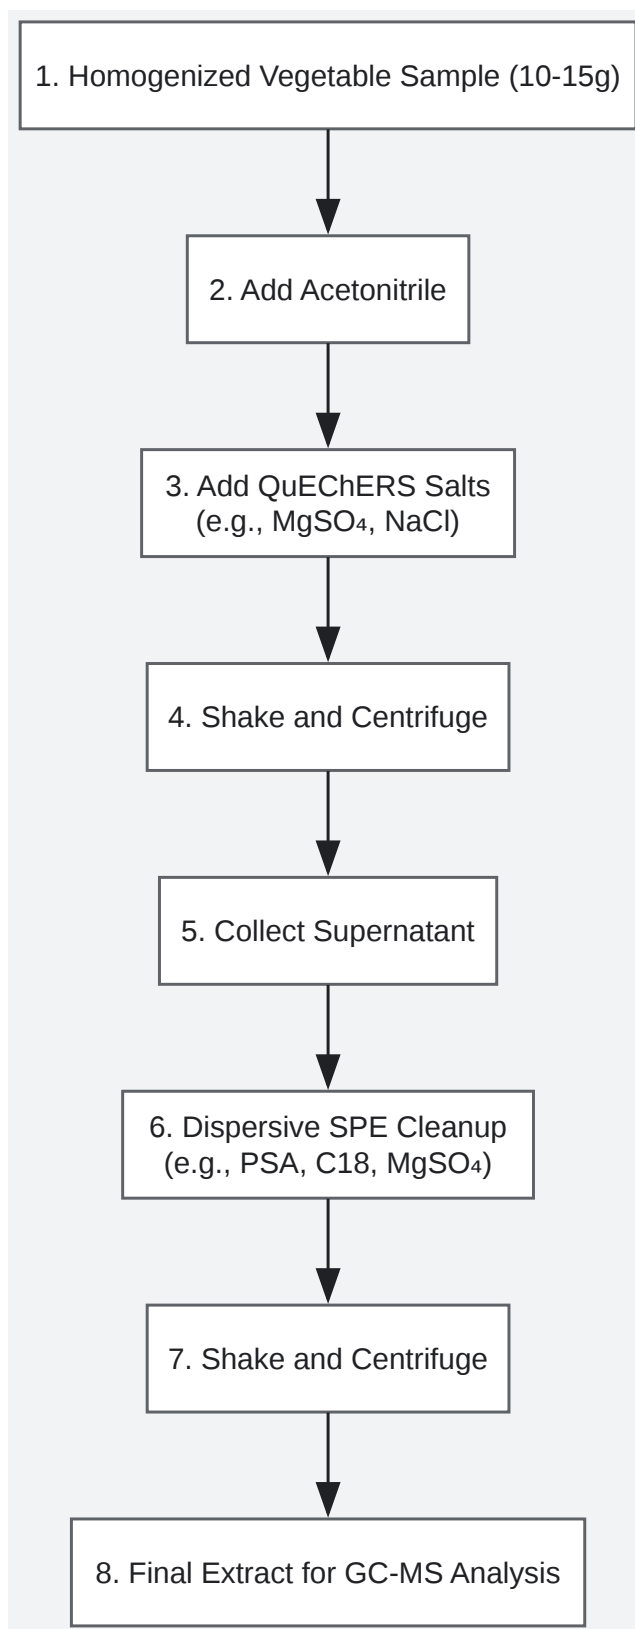 1. Homogenized Vegetable Sample (10-15g)
2. Add Acetonitrile
3. Add QuEChERS Salts
(e.g., MgSO₄, NaCl)
4. Shake and Centrifuge
5. Collect Supernatant
6. Dispersive SPE Cleanup
(e.g., PSA, C18, MgSO₄)
7. Shake and Centrifuge
8. Final Extract for GC-MS Analysis